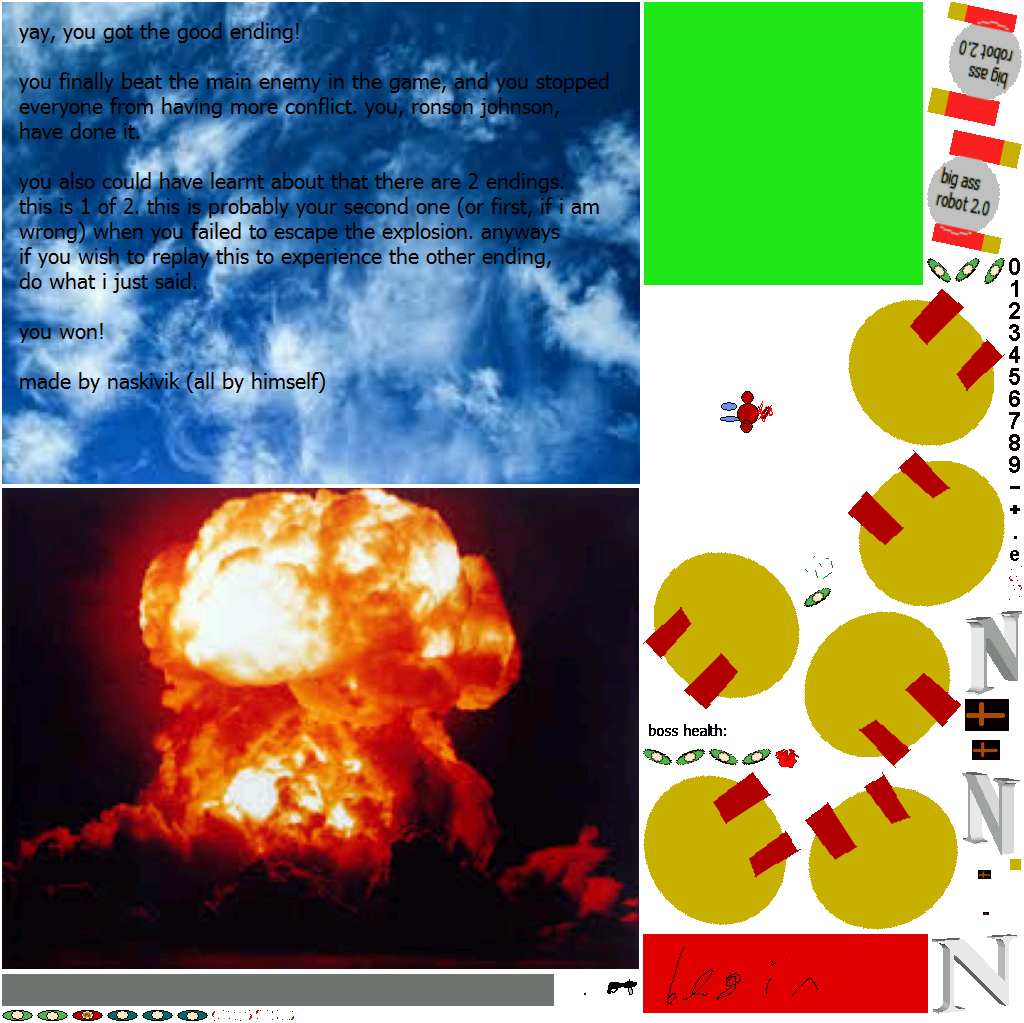 yay, you got the good ending!
you finally beat the main enemy in the game, and you stopped
everyone from having more conflict. you, ronson johnson,
have done it.
you also could have learnt about that there are 2 endings.
this is 1 of 2. this is probably your second one (or first, if i am
wrong) when you failed to escape the explosion. anyways
if you wish to replay this to experience the other ending,
do what i just said.
you won!
made by naskivik (all by himself)
big ass
robot 2.0
big ass
robot 2.0
0
1
2
3
4
5
6
7
8
9
-
+
.
e
N
boss health:
N
begin
N